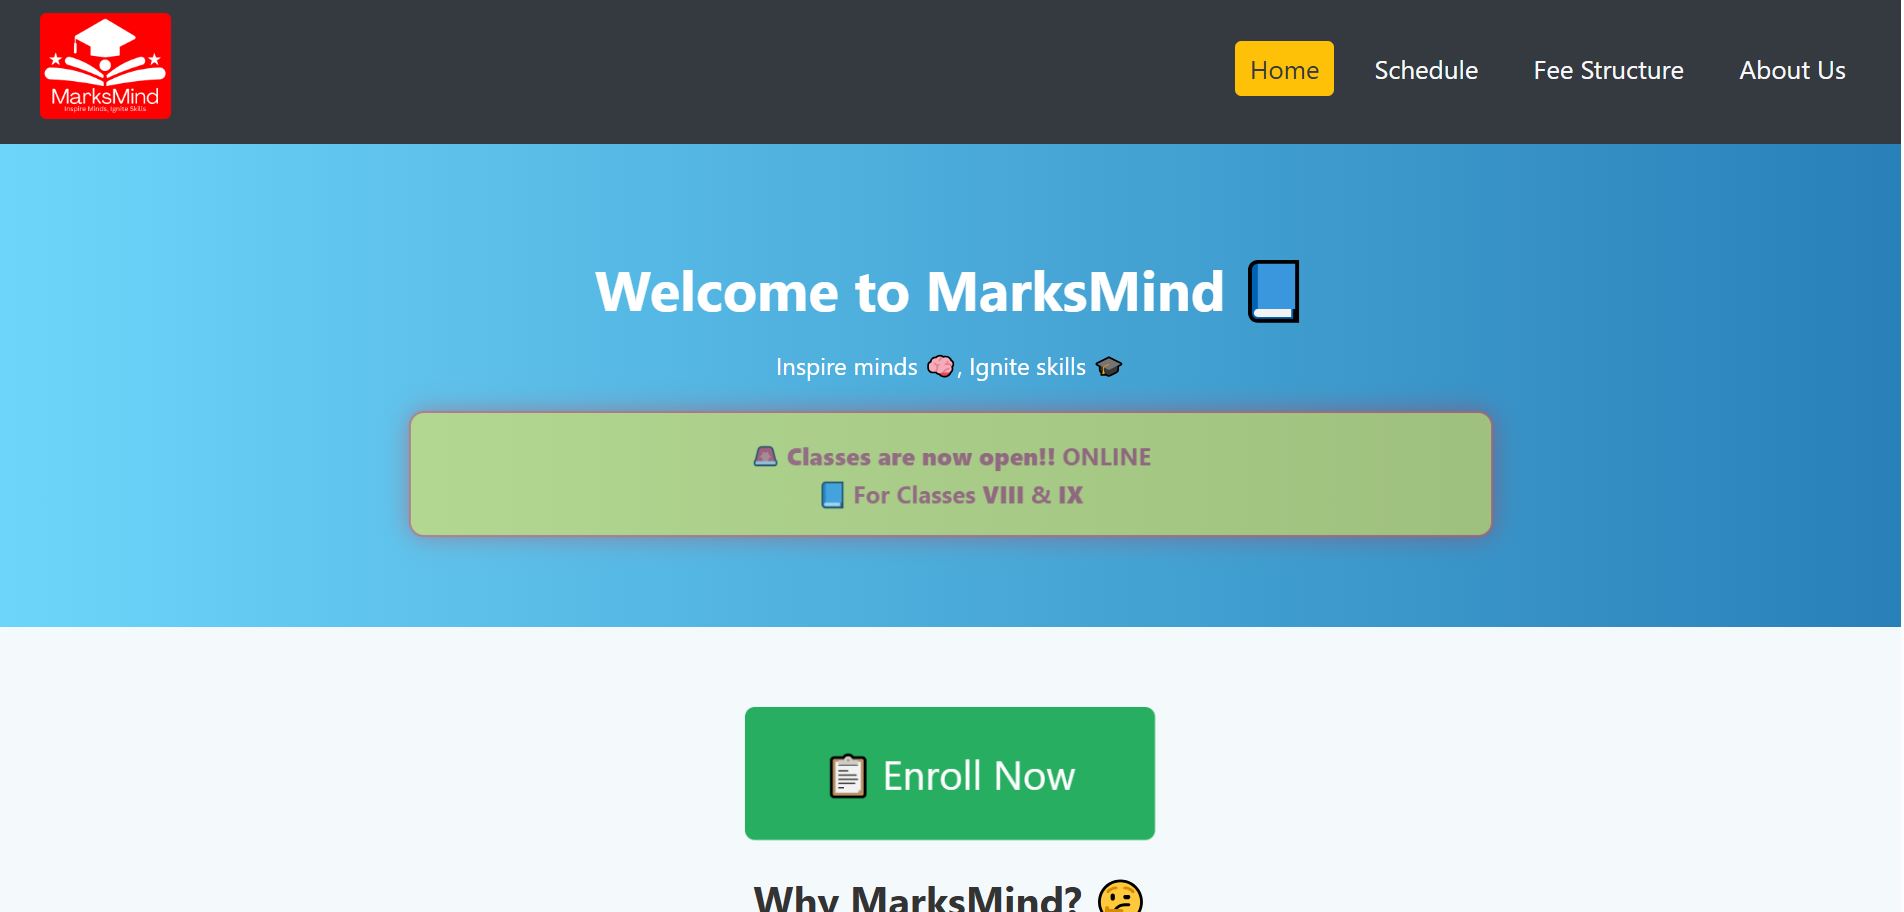 MarksMind
Inspire Minds, Ignite Skills
Home
Schedule
Fee Structure
About Us
Welcome to MarksMind 📘
Inspire minds 🧠, Ignite skills 🎓
🚨 Classes are now open!! ONLINE
📘 For Classes VIII & IX
📋 Enroll Now
Why MarksMind? 🤔